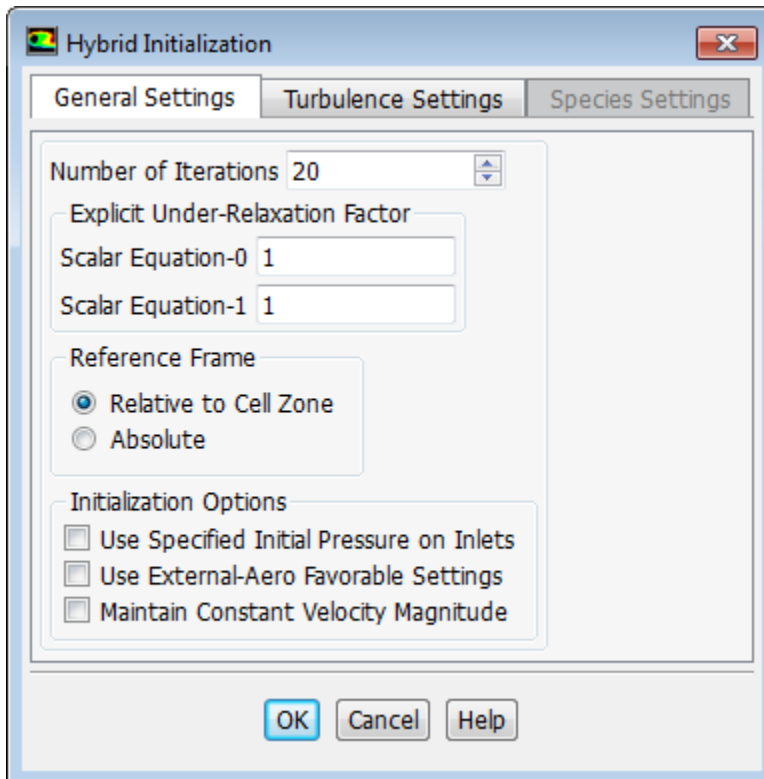 Hybrid Initialization
General Settings Turbulence Settings Species Settings
Number of Iterations 20
Explicit Under-Relaxation Factor
Scalar Equation-0 1
Scalar Equation-1 1
Reference Frame
Relative to Cell Zone
Absolute
Initialization Options
Use Specified Initial Pressure on Inlets
Use External-Aero Favorable Settings
Maintain Constant Velocity Magnitude
OK Cancel Help